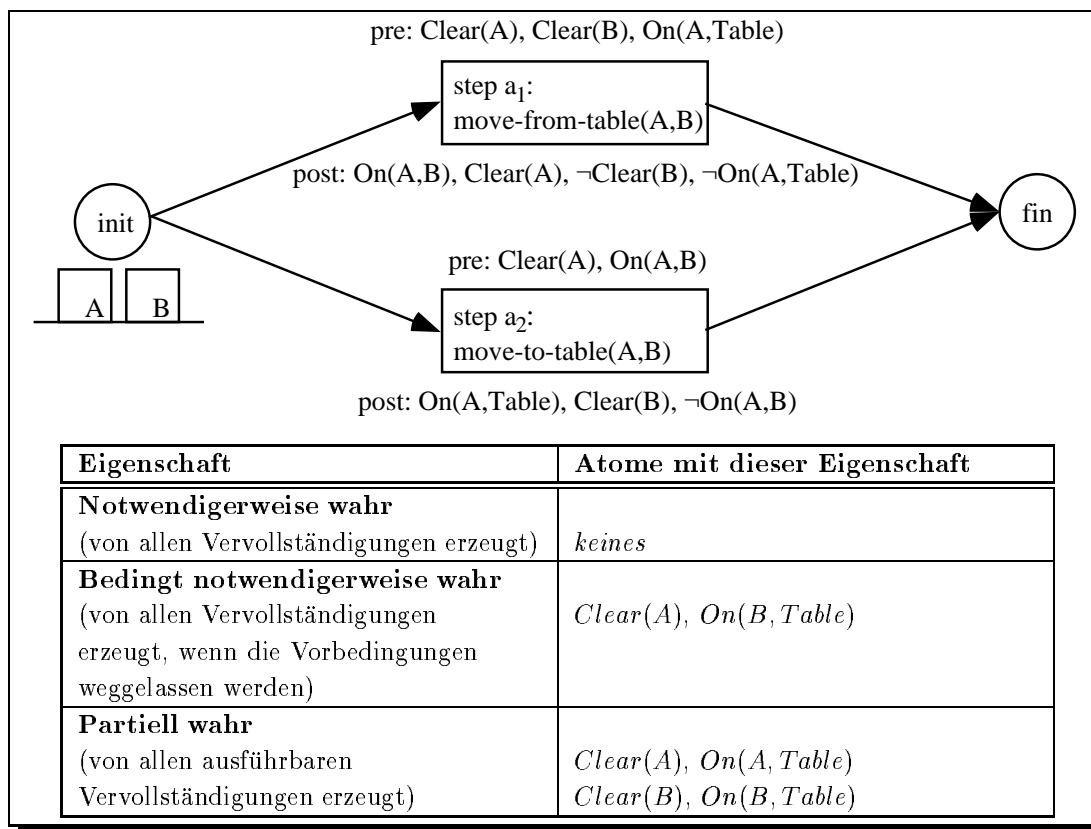 pre: Clear(A), Clear(B), On(A,Table)
step a1:
move-from-table(A,B)
post: On(A,B), Clear(A), ¬Clear(B), ¬On(A,Table)
init
fin
A B
pre: Clear(A), On(A,B)
step a2:
move-to-table(A,B)
post: On(A,Table), Clear(B), ¬On(A,B)
Eigenschaft Atome mit dieser Eigenschaft
Notwendigerweise wahr
(von allen Vervollständigungen erzeugt) keines
Bedingt notwendigerweise wahr
(von allen Vervollständigungen Clear(A), On(B, Table)
erzeugt, wenn die Vorbedingungen
weggelassen werden)
Partiell wahr
(von allen ausführbaren Clear(A), On(A, Table)
Vervollständigungen erzeugt) Clear(B), On(B, Table)